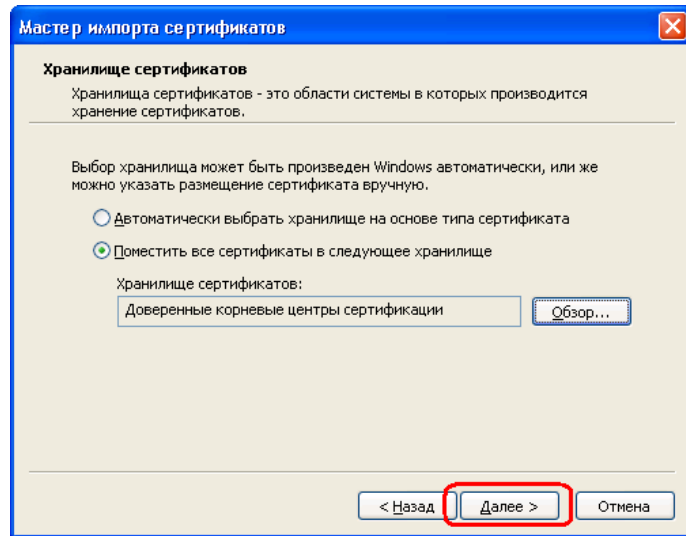 Мастер импорта сертификатов
Хранилище сертификатов
Хранилища сертификатов - это области системы в которых производится
хранение сертификатов.
Выбор хранилища может быть произведен Windows автоматически, или же
можно указать размещение сертификата вручную.
Автоматически выбрать хранилище на основе типа сертификата
Поместить все сертификаты в следующее хранилище
Хранилище сертификатов:
Доверенные корневые центры сертификации
Обзор...
< Назад
Далее >
Отмена